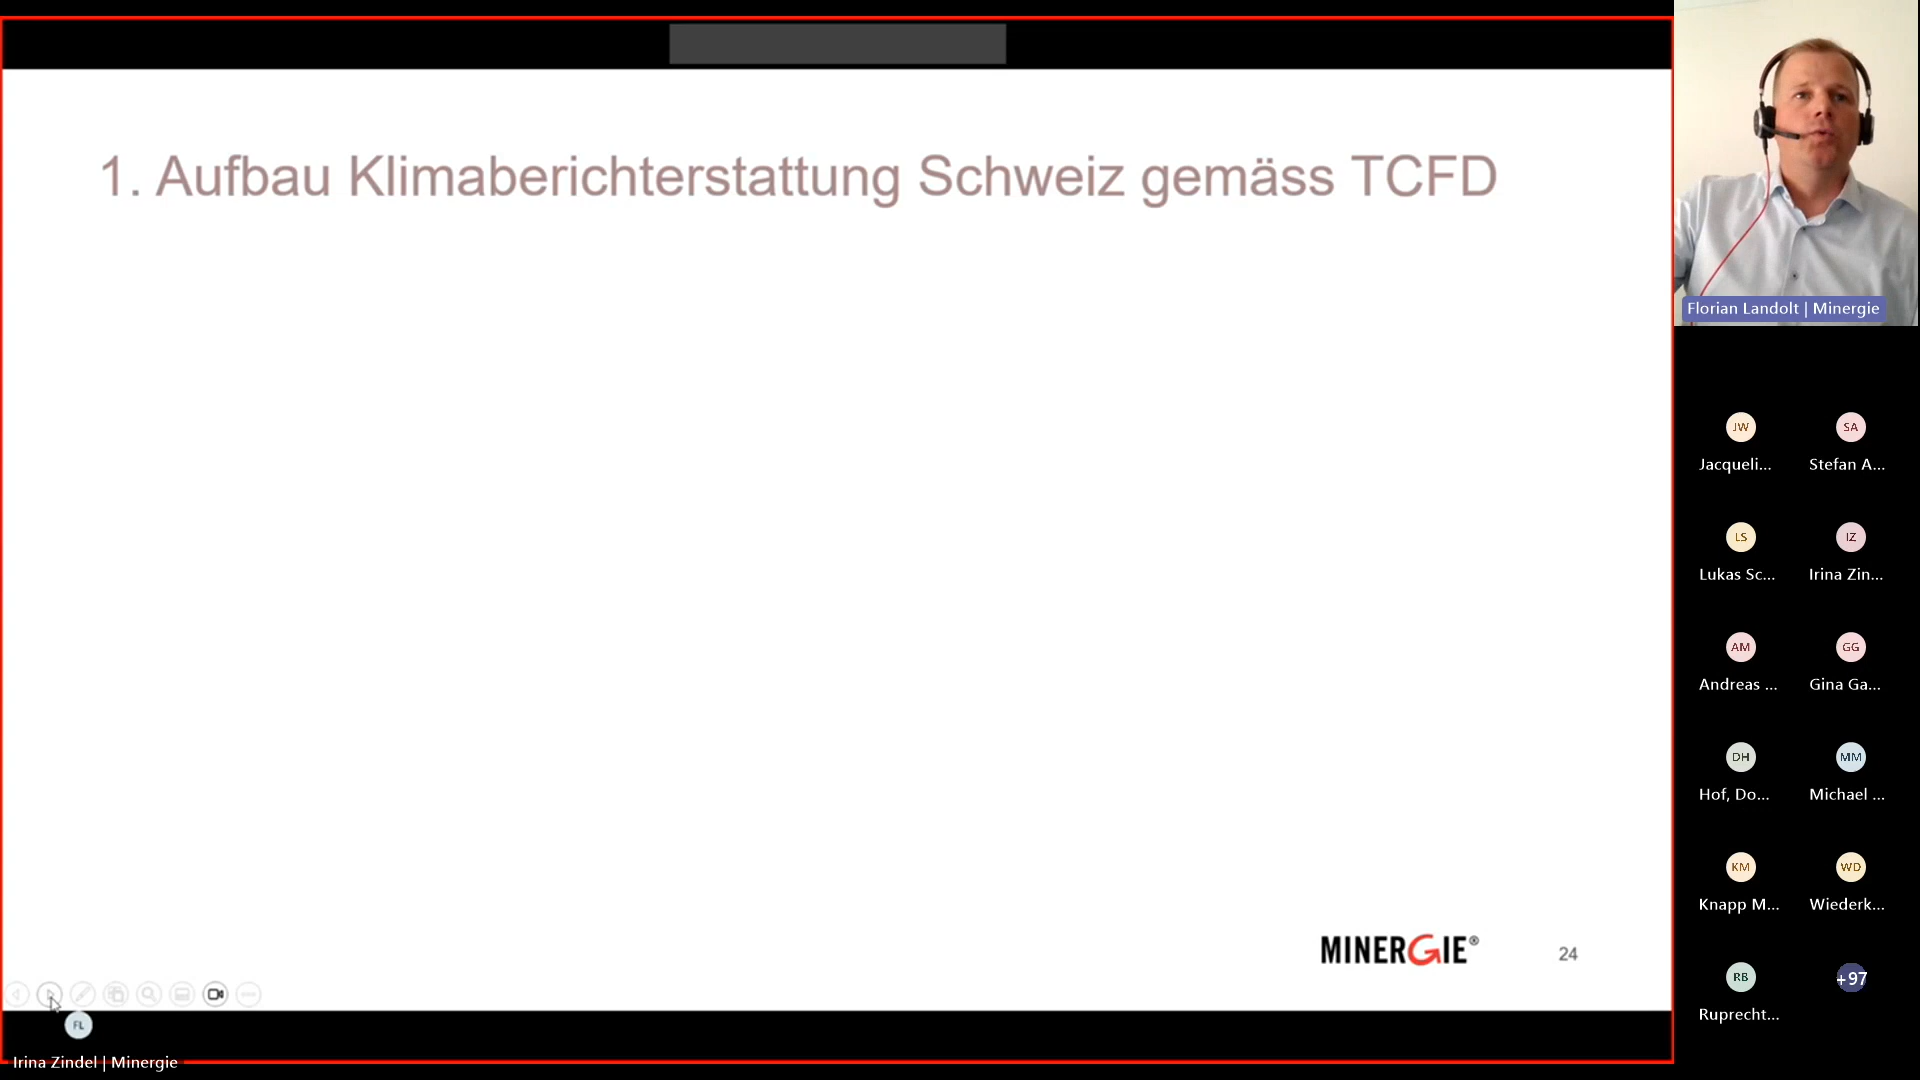 1. Aufbau Klimaberichterstattung Schweiz gemäss TCFD
MINERGIE®
24
FL
Irina Zindel | Minergie
Florian Landolt | Minergie
JW
SA
Jacqueli...
Stefan A...
LS
IZ
Lukas Sc...
Irina Zin...
AM
GG
Andreas ...
Gina Ga...
DH
MM
Hof, Do...
Michael ...
KM
WD
Knapp M...
Wiederk...
RB
+97
Ruprecht...